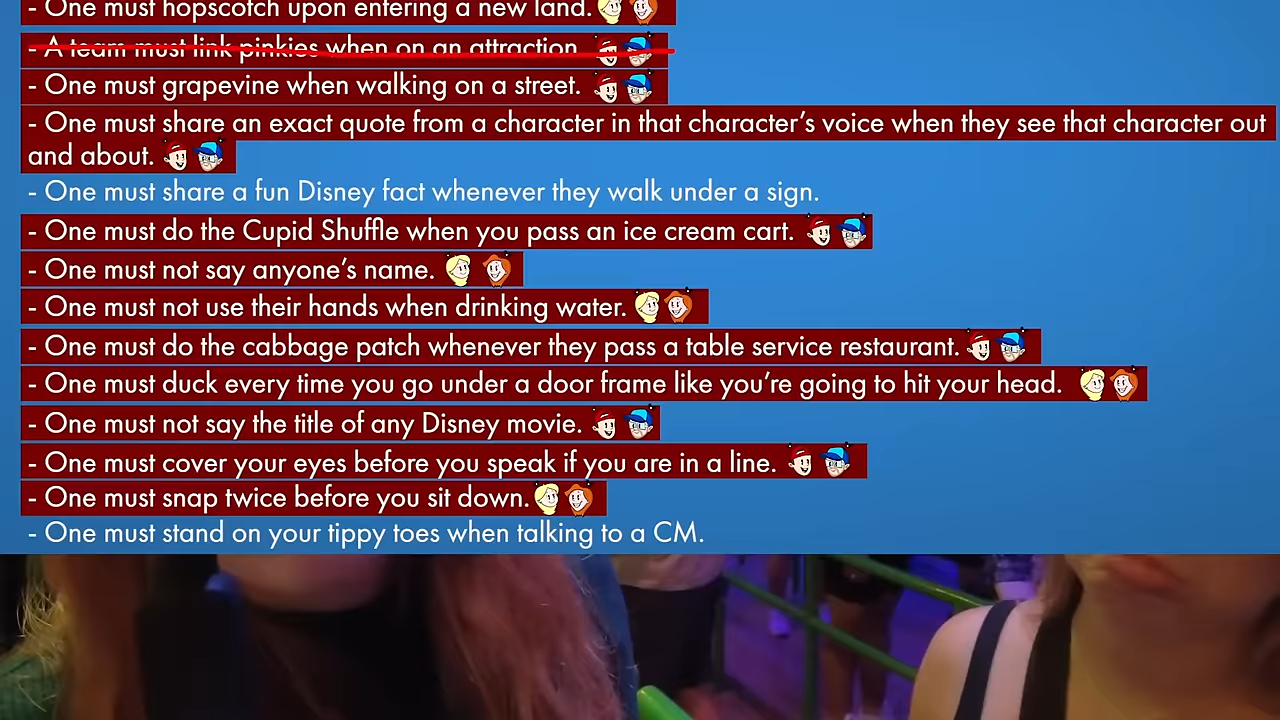 - One must hopscotch upon entering a new land.
- A team must link pinkies when on an attraction.
- One must grapevine when walking on a street.
- One must share an exact quote from a character in that character’s voice when they see that character out
and about.
- One must share a fun Disney fact whenever they walk under a sign.
- One must do the Cupid Shuffle when you pass an ice cream cart.
- One must not say anyone’s name.
- One must not use their hands when drinking water.
- One must do the cabbage patch whenever they pass a table service restaurant.
- One must duck every time you go under a door frame like you’re going to hit your head.
- One must not say the title of any Disney movie.
- One must cover your eyes before you speak if you are in a line.
- One must snap twice before you sit down.
- One must stand on your tippy toes when talking to a CM.